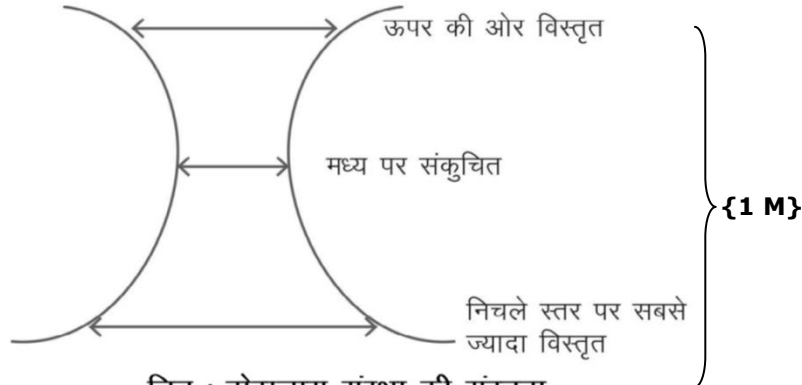 ऊपर की ओर विस्तृत
मध्य पर संकुचित
{1 M}
निचले स्तर पर सबसे
ज्यादा विस्तृत